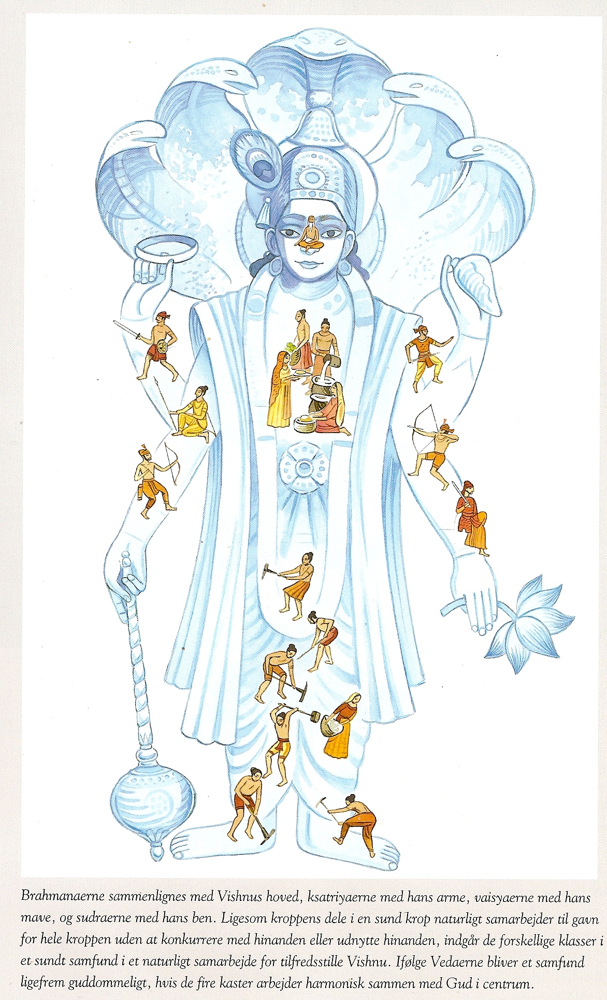 Brahmanaerne sammenlignes med Vishnus hoved, ksatriyaerne med hans arme, vaisyaerne med hans
mave, og sudraerne med hans ben. Ligesom kroppens dele i en sund krop naturligt samarbejder til gavn
for hele kroppen uden at konkurrere med hinanden eller udnytte hinanden, indgår de forskellige klasser i
et sundt samfund i et naturligt samarbejde for tilfredsstille Vishnu. Ifølge Vedaerne bliver et samfund
ligefrem guddommeligt, hvis de fire kaster arbejder harmonisk sammen med Gud i centrum.